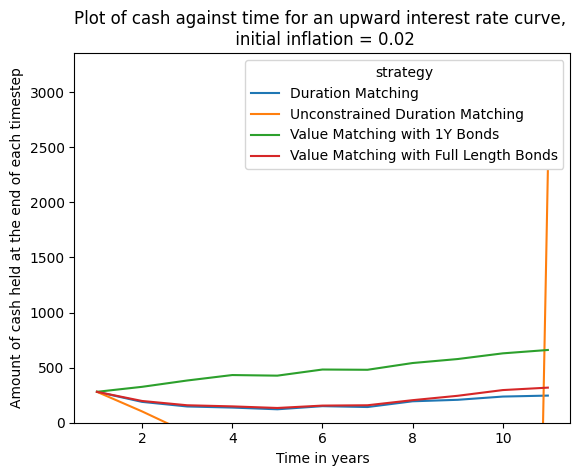 Plot of cash against time for an upward interest rate curve,
initial inflation = 0.02
strategy
Duration Matching
Unconstrained Duration Matching
Value Matching with 1Y Bonds
Value Matching with Full Length Bonds
Amount of cash held at the end of each timestep
3000
2500
2000
1500
1000
500
0
2 4 6 8 10
Time in years